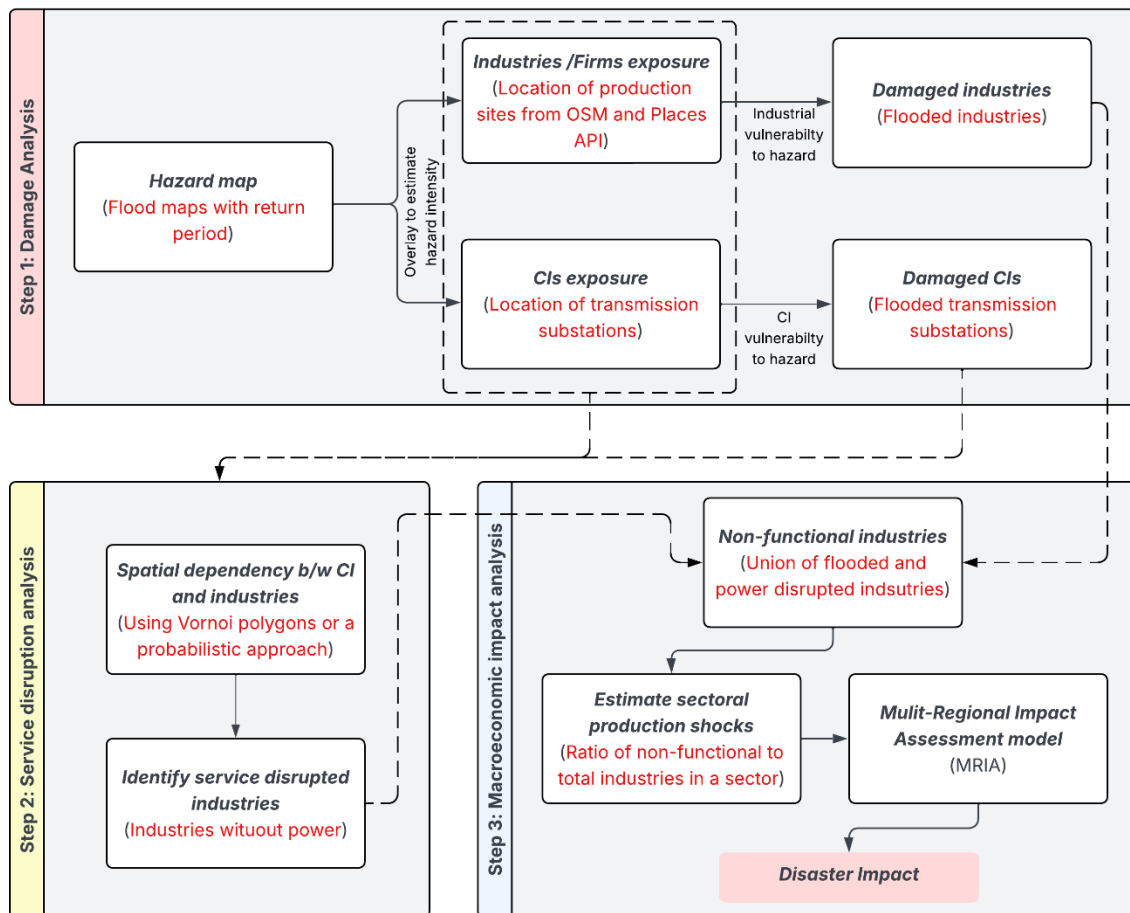 Step 1: Damage Analysis
Hazard map
(Flood maps with return
period)
Overlay to estimate
hazard intensity
Industries /Firms exposure
(Location of production
sites from OSM and Places
API)
Industrial
vulnerabilty
to hazard
Damaged industries
(Flooded industries)
CIs exposure
(Location of transmission
substations)
CI
vulnerabilty
to hazard
Damaged CIs
(Flooded transmission
substations)
Step 2: Service disruption analysis
Spatial dependency b/w CI
and industries
(Using Vornoi polygons or a
probabilistic approach)
Identify service disrupted
industries
(Industries wituout power)
Step 3: Macroeconomic impact analysis
Non-functional industries
(Union of flooded and
power disrupted indsutries)
Estimate sectoral
production shocks
(Ratio of non-functional to
total industries in a sector)
Mulit-Regional Impact
Assessment model
(MRIA)
Disaster Impact